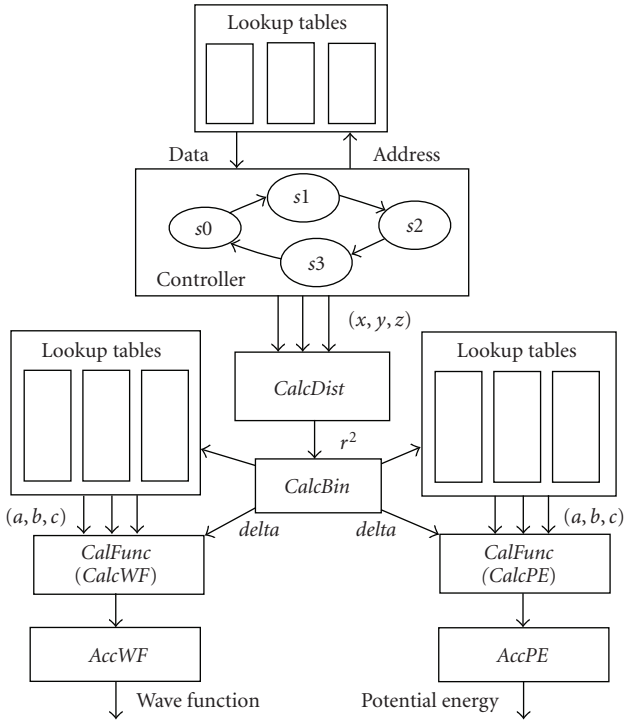 Lookup tables
Data
Address
s0
s1
s2
s3
Controller
(x, y, z)
Lookup tables
Lookup tables
CalcDist
r²
CalcBin
(a, b, c)
(a, b, c)
delta
delta
CalFunc
(CalcWF)
CalFunc
(CalcPE)
AccWF
AccPE
Wave function
Potential energy